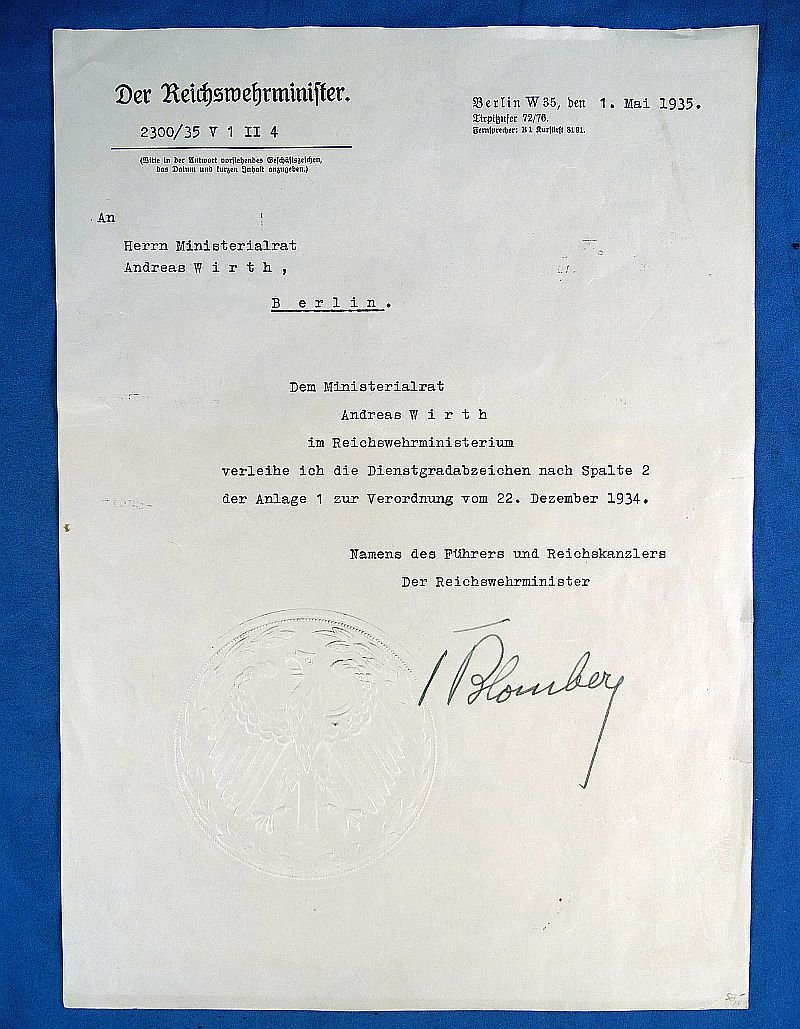 Der Reichswehrminister.
2300/35 V 1 II 4
(Bitte in der Antwort vorstehendes Geschäftszeichen,
das Datum und kurzen Inhalt anzugeben.)
Berlin W 35, den 1. Mai 1935.
Tirpitzufer 72/76.
Fernsprecher: B 1 Kurfürst 81 91.
An
Herrn Ministerialrat
Andreas W i r t h ,
B e r l i n .
Dem Ministerialrat
Andreas W i r t h
im Reichswehrministerium
verleihe ich die Dienstgradabzeichen nach Spalte 2
der Anlage 1 zur Verordnung vom 22. Dezember 1934.
Namens des Führers und Reichskanzlers
Der Reichswehrminister
Blomberg